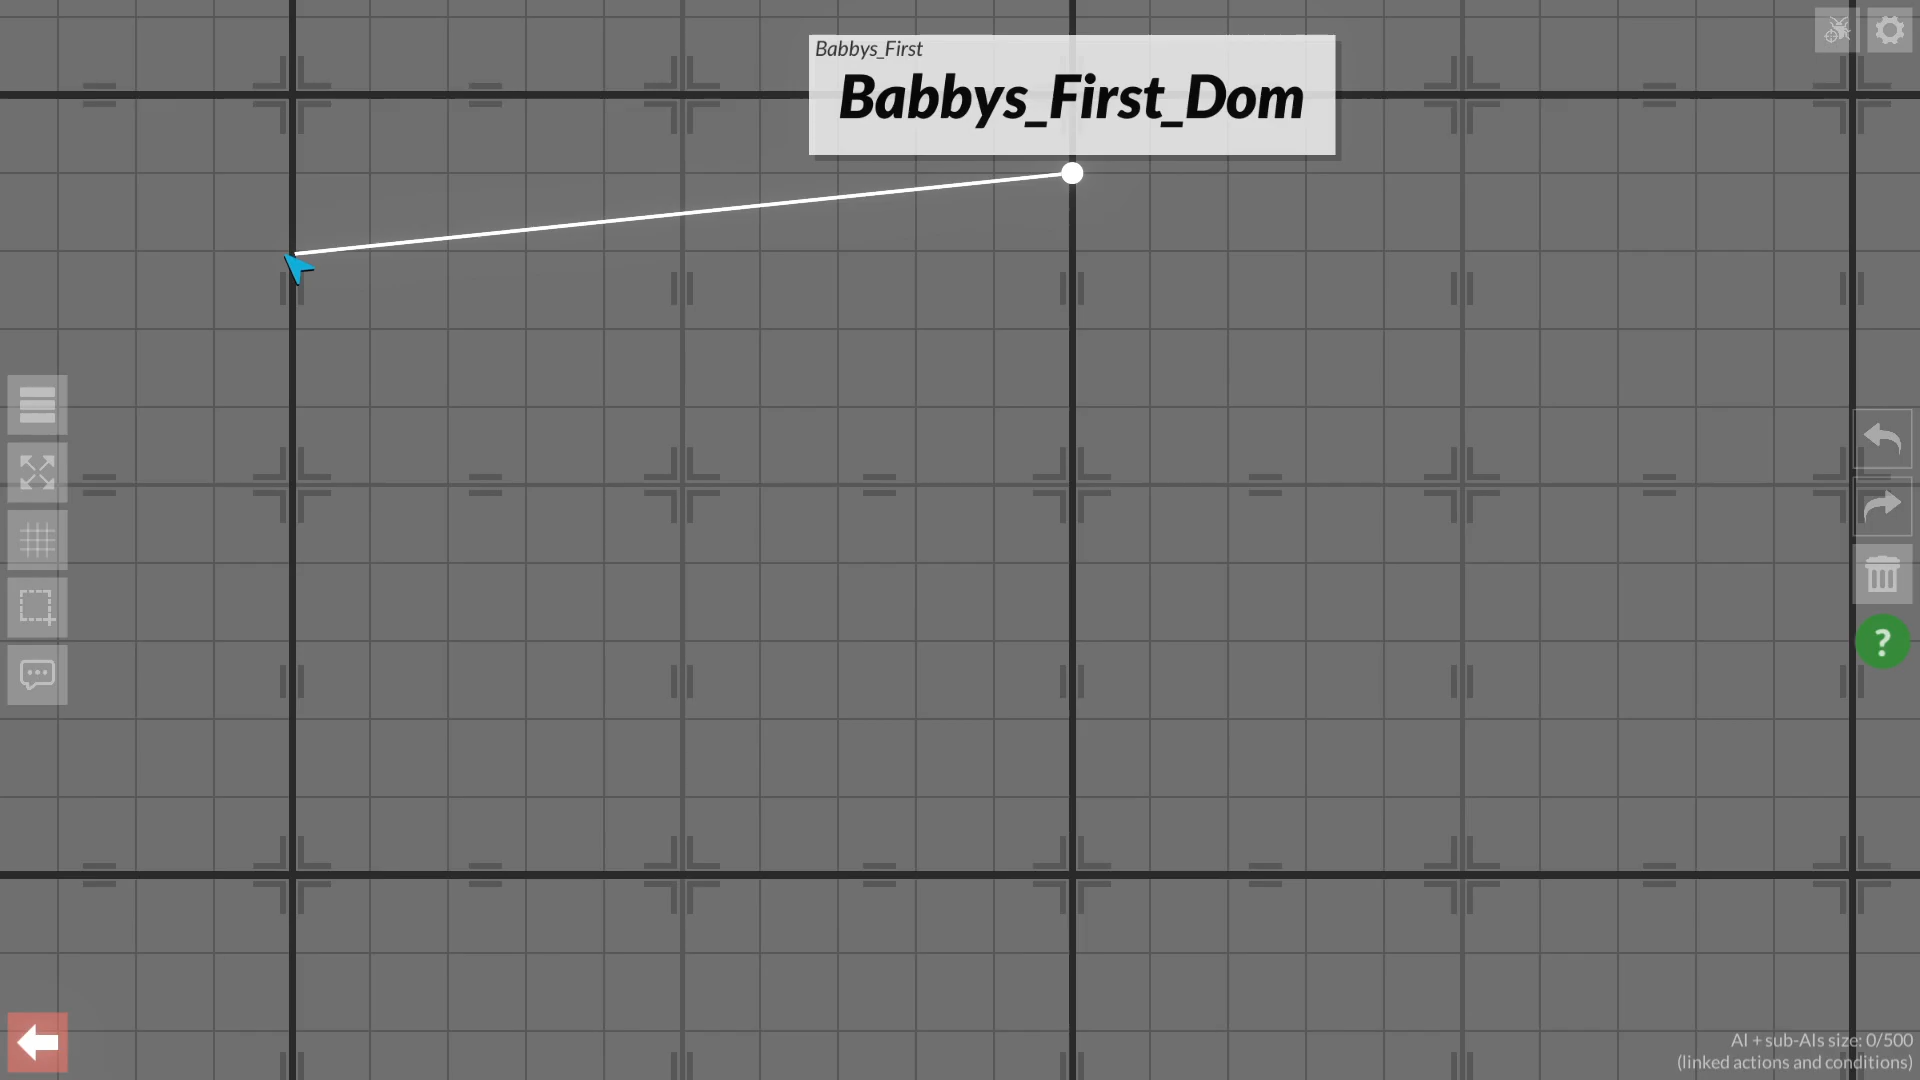 Babbys_First
Babbys_First_Dom
?
AI + sub-AIs size: 0/500
(linked actions and conditions)